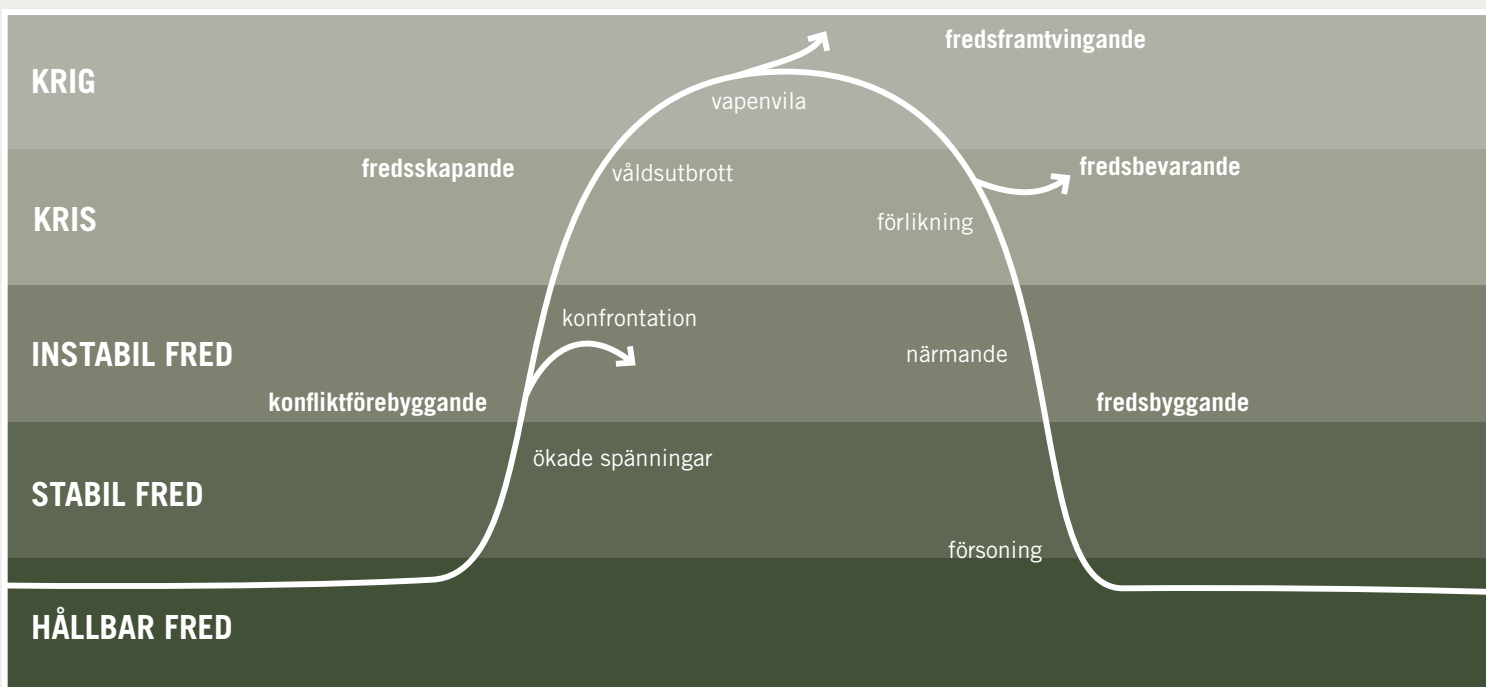 fredsframtvingande
KRIG
vapenvila
fredsskapande
våldsutbrott
fredsbevarande
KRIS
förlikning
konfrontation
INSTABIL FRED
närmande
konfliktförebyggande
fredsbyggande
ökade spänningar
STABIL FRED
försoning
HÅLLBAR FRED